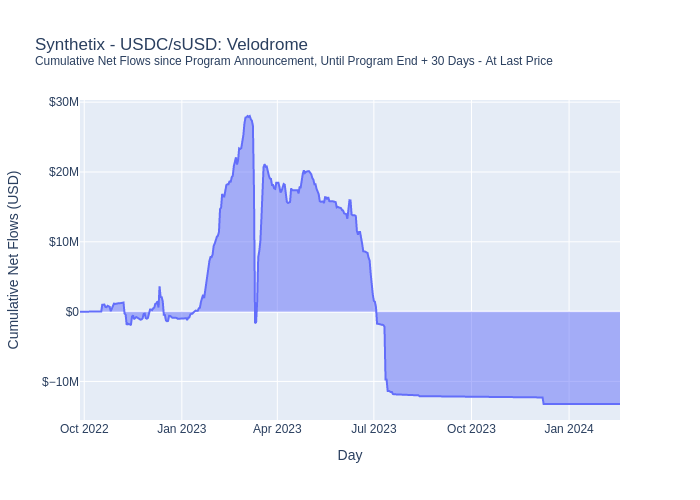 Synthetix - USDC/sUSD: Velodrome
Cumulative Net Flows since Program Announcement, Until Program End + 30 Days - At Last Price
Cumulative Net Flows (USD)
$30M
$20M
$10M
$0
$−10M
Oct 2022
Jan 2023
Apr 2023
Jul 2023
Oct 2023
Jan 2024
Day